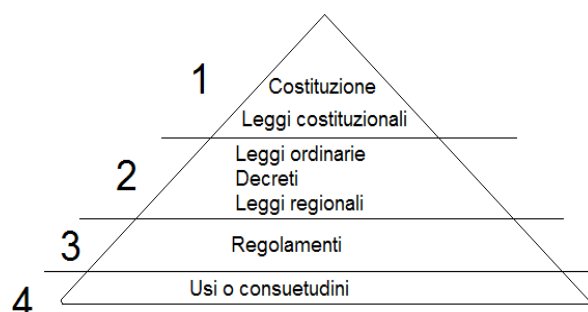 1
Costituzione
Leggi costituzionali
2
Leggi ordinarie
Decreti
Leggi regionali
3
Regolamenti
4
Usi o consuetudini